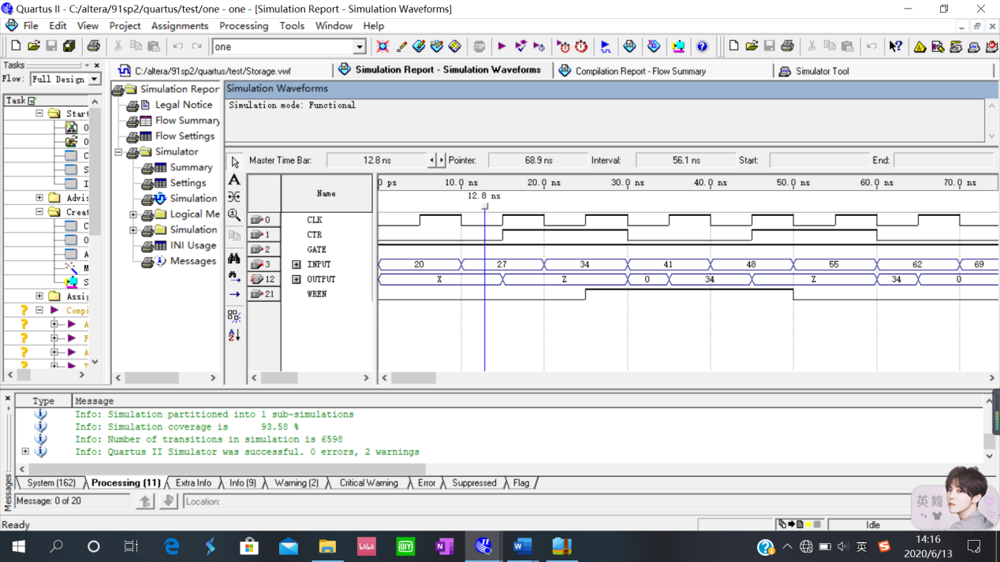 Quartus II - C:/altera/91sp2/quartus/test/one - one - [Simulation Report - Simulation Waveforms]
File Edit View Project Assignments Processing Tools Window Help
one
Tasks
Flow: Full Design
Task
Start
Advis
Creat
Assig
Compi
C:/altera/91sp2/quartus/test/Storage.vwf
Simulation Report - Simulation Waveforms
Compilation Report - Flow Summary
Simulator Tool
Simulation Repor
Legal Notice
Flow Summary
Flow Settings
Simulator
Summary
Settings
Simulation
Logical Me
Simulation
INI Usage
Messages
Simulation Waveforms
Simulation mode: Functional
Master Time Bar: 12.8 ns Pointer: 68.9 ns Interval: 56.1 ns Start: End:
Name
0 ps 10.0 ns 20.0 ns 30.0 ns 40.0 ns 50.0 ns 60.0 ns 70.0 ns
12.8 ns
0 CLK
1 CTR
2 GATE
3 INPUT 20 27 34 41 48 55 62 69
12 OUTPUT X Z 0 34 Z 34 0
21 WREN
Type Message
Info: Simulation partitioned into 1 sub-simulations
Info: Simulation coverage is 93.58 %
Info: Number of transitions in simulation is 6598
Info: Quartus II Simulator was successful. 0 errors, 2 warnings
System (162) Processing (11) Extra Info Info (9) Warning (2) Critical Warning Error Suppressed Flag
Messages
Message: 0 of 20 Location:
英 简
Ready Idle
14:16
英
2020/6/13